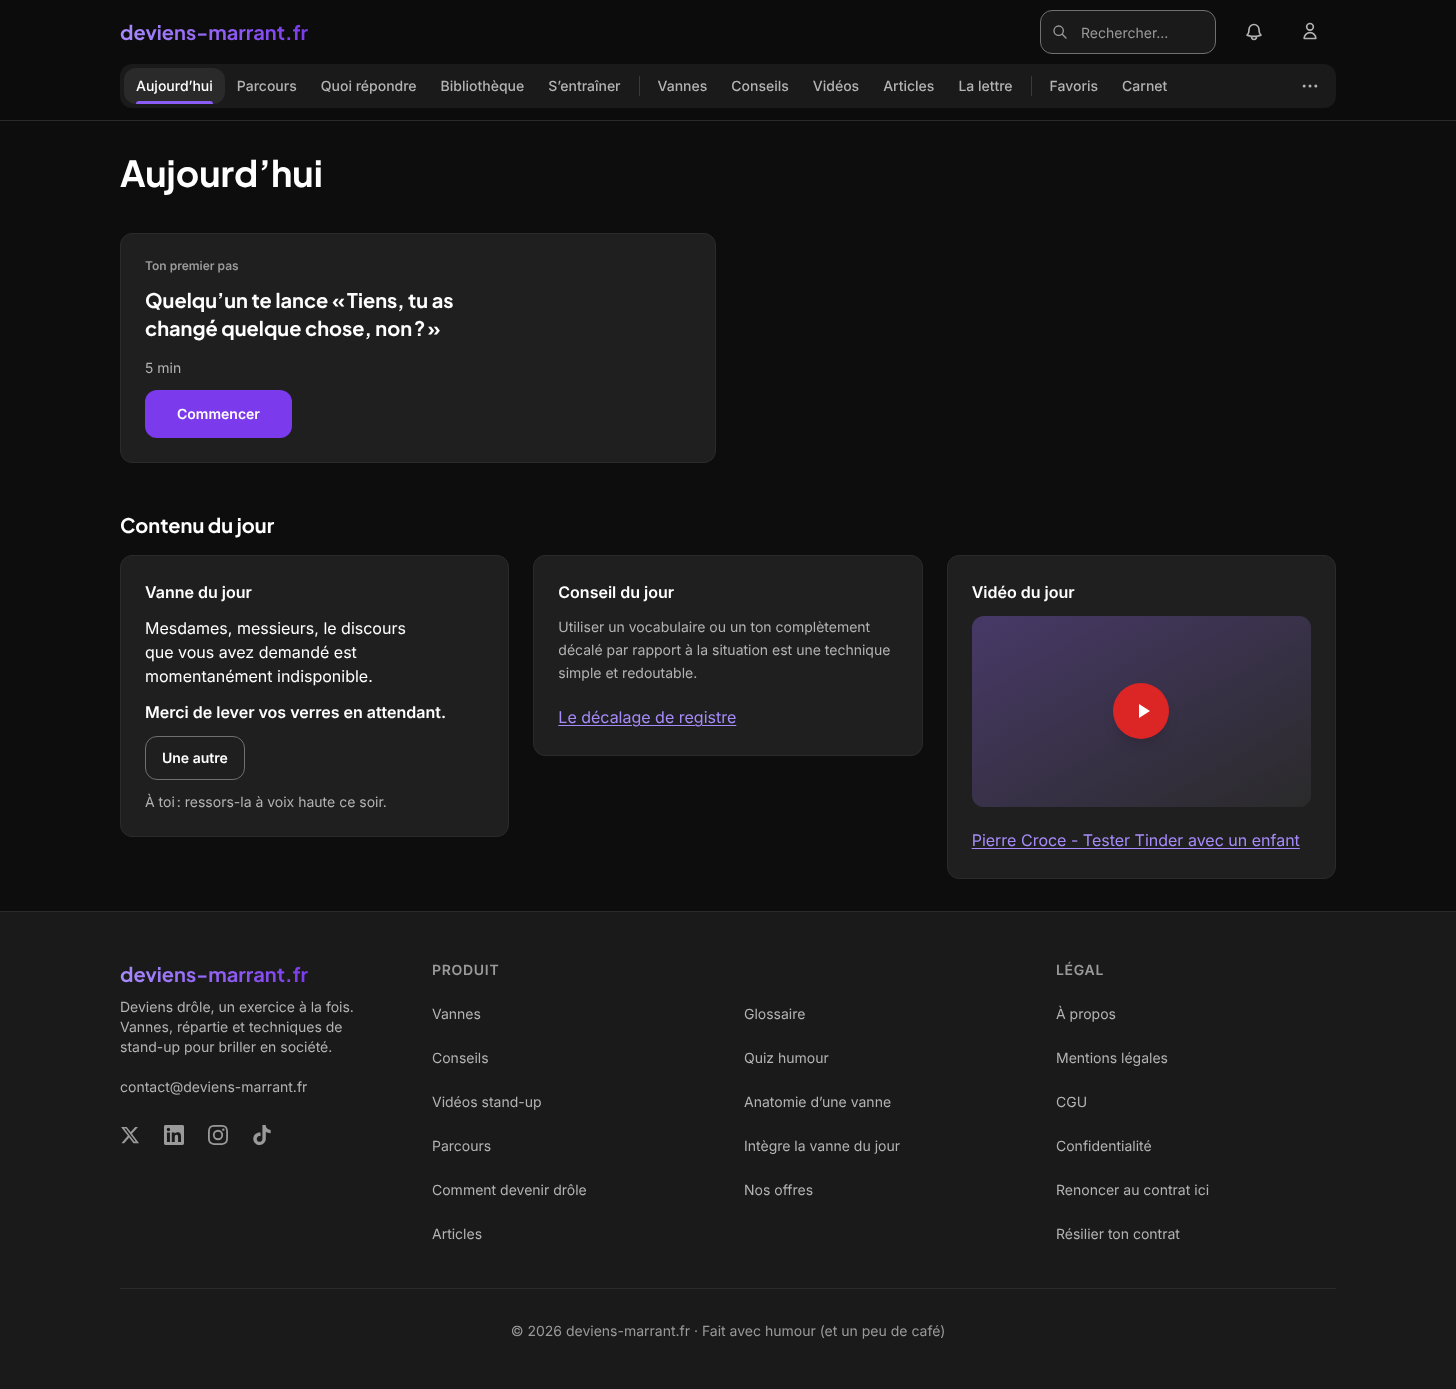 deviens-marrant.fr
Rechercher...
Aujourd’hui Parcours Quoi répondre Bibliothèque S’entraîner Vannes Conseils Vidéos Articles La lettre Favoris Carnet
Aujourd’hui
Ton premier pas
Quelqu’un te lance « Tiens, tu as
changé quelque chose, non ? »
5 min
Commencer
Contenu du jour
Vanne du jour
Mesdames, messieurs, le discours
que vous avez demandé est
momentanément indisponible.
Merci de lever vos verres en attendant.
Une autre
À toi : ressors-la à voix haute ce soir.
Conseil du jour
Utiliser un vocabulaire ou un ton complètement
décalé par rapport à la situation est une technique
simple et redoutable.
Le décalage de registre
Vidéo du jour
Pierre Croce - Tester Tinder avec un enfant
deviens-marrant.fr
Deviens drôle, un exercice à la fois.
Vannes, répartie et techniques de
stand-up pour briller en société.
contact@deviens-marrant.fr
PRODUIT
Vannes
Conseils
Vidéos stand-up
Parcours
Comment devenir drôle
Articles
Glossaire
Quiz humour
Anatomie d’une vanne
Intègre la vanne du jour
Nos offres
LÉGAL
À propos
Mentions légales
CGU
Confidentialité
Renoncer au contrat ici
Résilier ton contrat
© 2026 deviens-marrant.fr · Fait avec humour (et un peu de café)